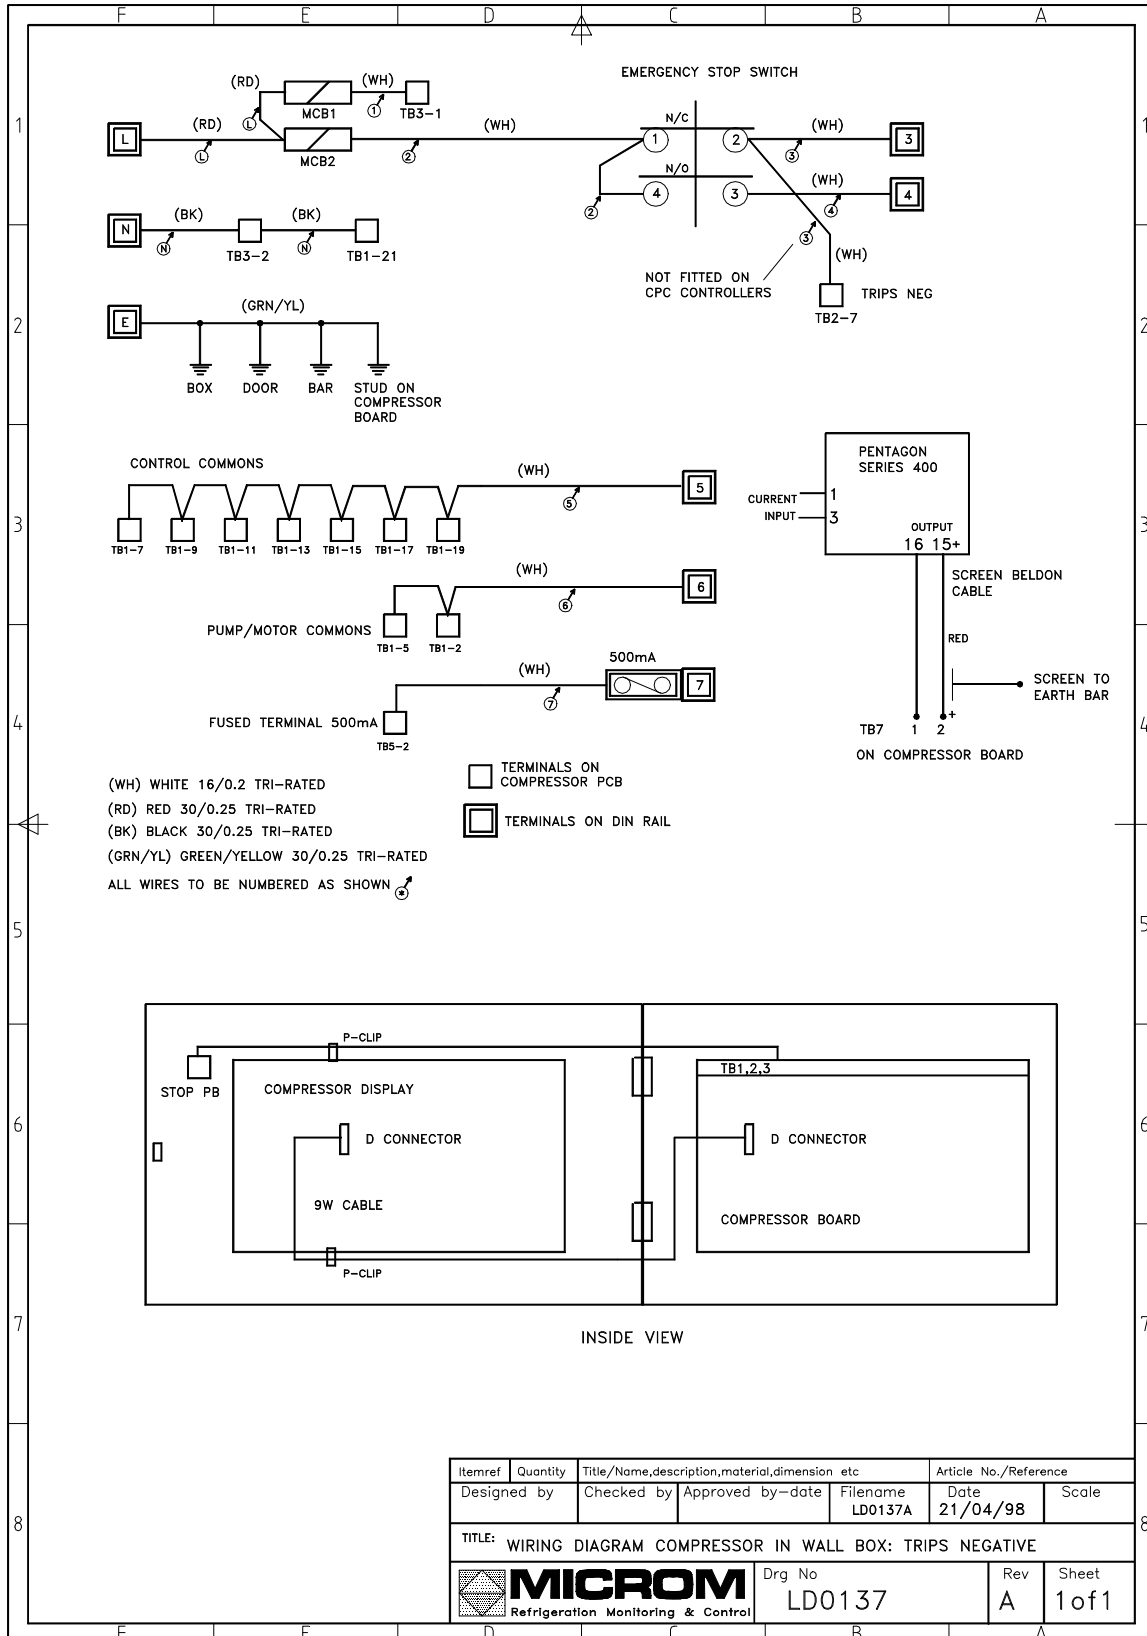 F E D C B A
EMERGENCY STOP SWITCH
(RD) (WH)
L 1
MCB1 TB3-1
1 1
L (RD) (WH) N/C (WH) 3
L MCB2 2 1 2 3
N/O (WH)
4 3 4
2 4
N (BK) (BK)
N TB3-2 N TB1-21
3 (WH)
NOT FITTED ON
CPC CONTROLLERS
TRIPS NEG
TB2-7
2 2
E (GRN/YL)
BOX DOOR BAR STUD ON
COMPRESSOR
BOARD
CONTROL COMMONS
(WH)
5
5
TB1-7 TB1-9 TB1-11 TB1-13 TB1-15 TB1-17 TB1-19
3 3
PENTAGON
SERIES 400
CURRENT 1
INPUT 3
OUTPUT
16 15+
SCREEN BELDON
CABLE
RED
(WH)
6
6
PUMP/MOTOR COMMONS
TB1-5 TB1-2
(WH) 500mA
7
7
SCREEN TO
EARTH BAR
FUSED TERMINAL 500mA
TB5-2
4 4
+
TB7 1 2
ON COMPRESSOR BOARD
(WH) WHITE 16/0.2 TRI-RATED
(RD) RED 30/0.25 TRI-RATED
(BK) BLACK 30/0.25 TRI-RATED
(GRN/YL) GREEN/YELLOW 30/0.25 TRI-RATED
ALL WIRES TO BE NUMBERED AS SHOWN *
TERMINALS ON
COMPRESSOR PCB
TERMINALS ON DIN RAIL
5 5
P-CLIP
STOP PB
COMPRESSOR DISPLAY
TB1,2,3
6 6
D CONNECTOR
D CONNECTOR
9W CABLE
COMPRESSOR BOARD
P-CLIP
7 7
INSIDE VIEW
Itemref Quantity Title/Name,description,material,dimension etc Article No./Reference
Designed by Checked by Approved by-date Filename Date Scale
LD0137A 21/04/98
8 8
TITLE: WIRING DIAGRAM COMPRESSOR IN WALL BOX: TRIPS NEGATIVE
MICROM
Refrigeration Monitoring & Control
Drg No
LD0137
Rev
A
Sheet
1of1
F E D C B A